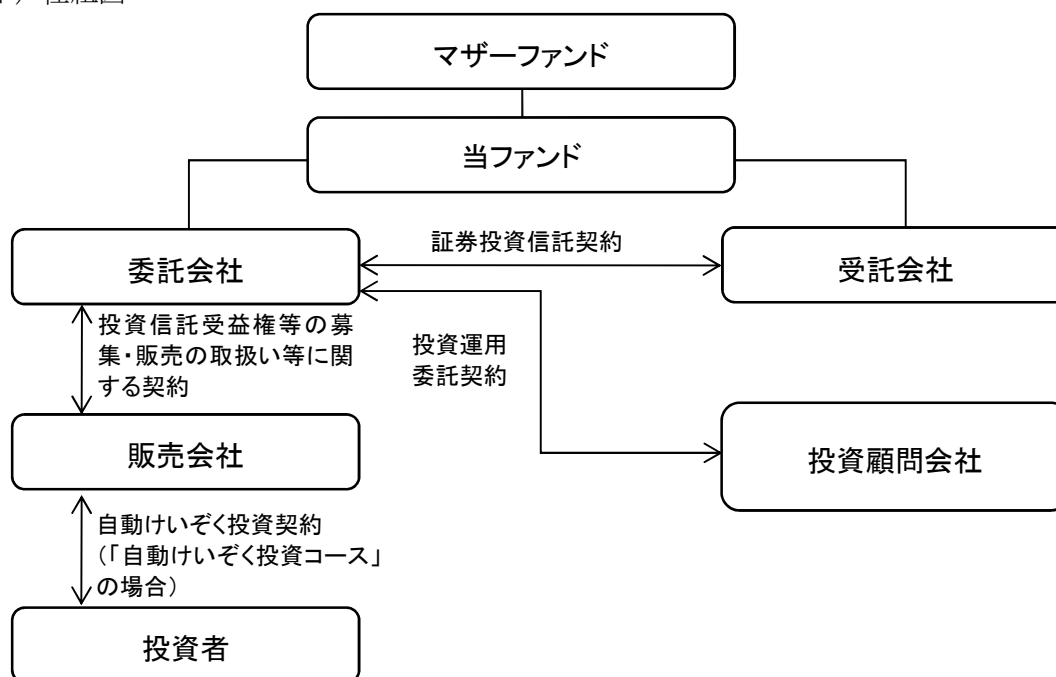 マザーファンド
当ファンド
証券投資信託契約
委託会社
受託会社
投資信託受益権等の募
集・販売の取扱い等に関
する契約
投資運用
委託契約
販売会社
投資顧問会社
自動けいぞく投資契約
(「自動けいぞく投資コース」
の場合)
投資者